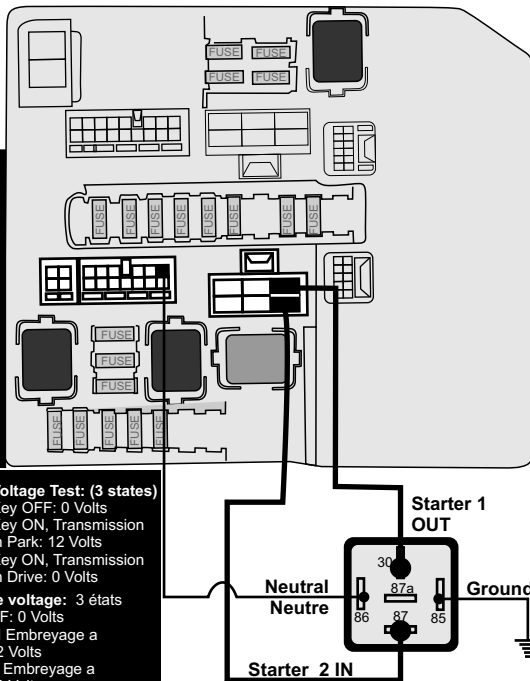 FUSE FUSE
FUSE FUSE
FUSE FUSE FUSE FUSE FUSE FUSE FUSE FUSE
FUSE
FUSE
FUSE
FUSE FUSE FUSE FUSE FUSE
oltage Test: (3 states)
ey OFF: 0 Volts
ey ON, Transmission
Park: 12 Volts
ey ON, Transmission
Drive: 0 Volts
voltage: 3 états
F: 0 Volts
Embreyage a
2 Volts
Embreyage a
Starter 1
OUT
30
87a
Neutral
Neutre
86
87
85
Ground
Starter 2 IN